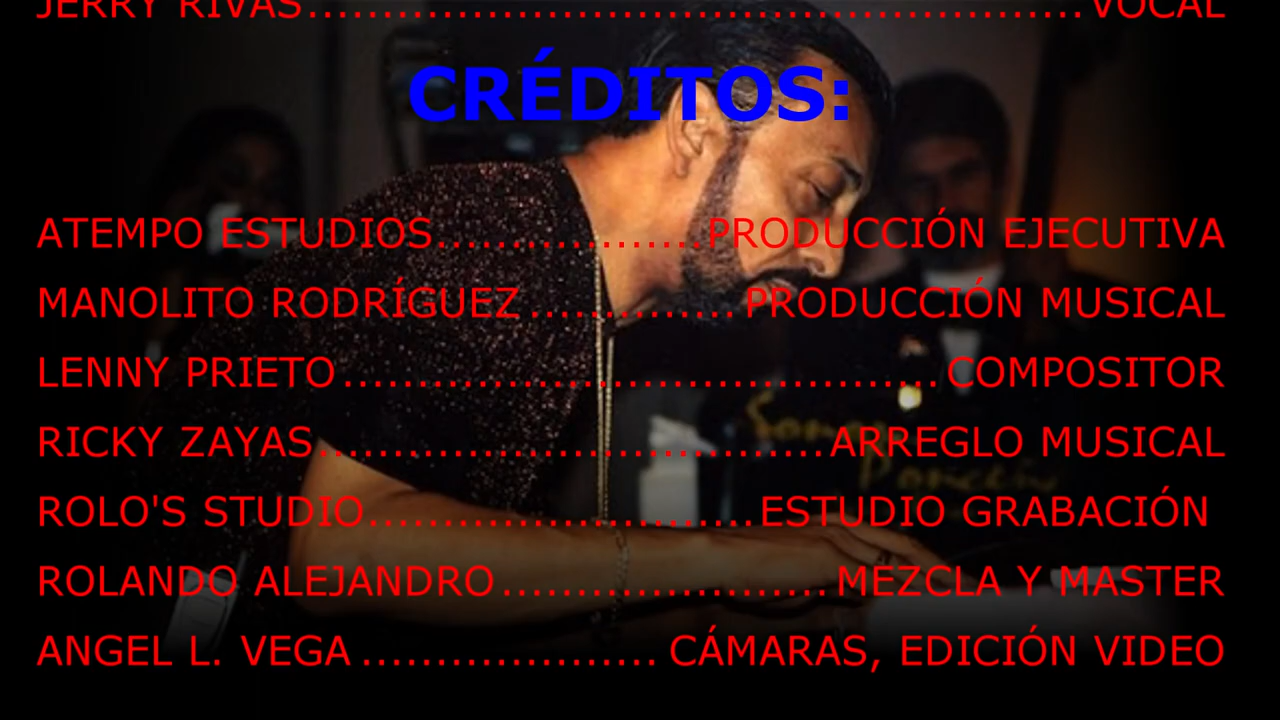 JERRY RIVAS....................................................VOCAL
CRÉDITOS:
ATEMPO ESTUDIOS..................PRODUCCIÓN EJECUTIVA
MANOLITO RODRÍGUEZ..............PRODUCCIÓN MUSICAL
LENNY PRIETO........................................COMPOSITOR
RICKY ZAYAS..................................ARREGLO MUSICAL
ROLO'S STUDIO..........................ESTUDIO GRABACIÓN
ROLANDO ALEJANDRO......................MEZCLA Y MASTER
ANGEL L. VEGA .................... CÁMARAS, EDICIÓN VIDEO